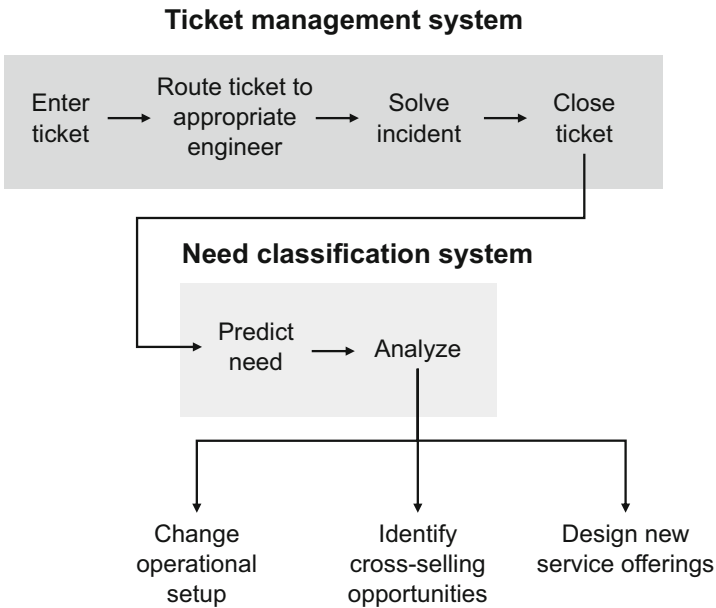 Ticket management system
Enter
ticket
Route ticket to
appropriate
engineer
Solve
incident
Close
ticket
Need classification system
Predict
need
Analyze
Change
operational
setup
Identify
cross-selling
opportunities
Design new
service offerings